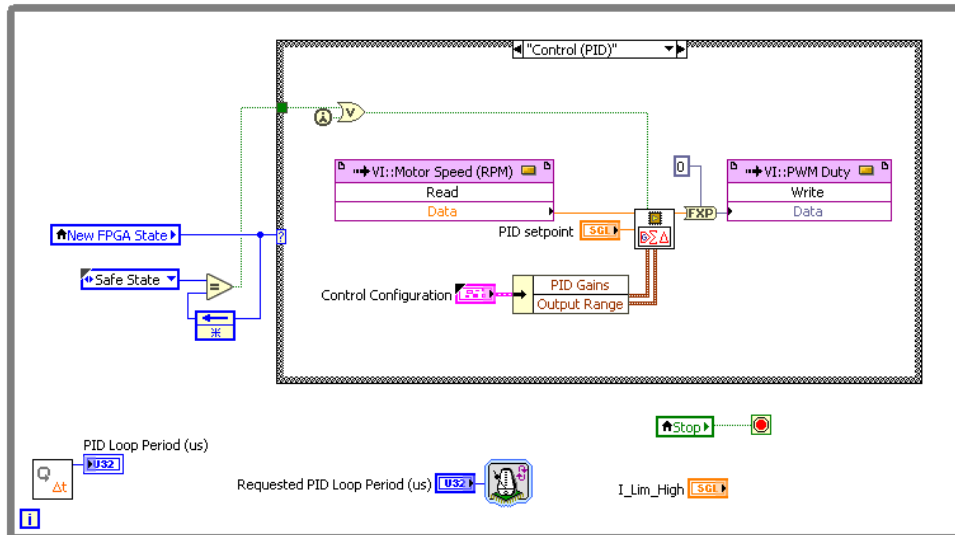 "Control (PID)"
V
VI::Motor Speed (RPM)
Read
Data
0
VI::PWM Duty
Write
Data
FXP
PID setpoint
SGL
New FPGA State
?
Safe State
=
Control Configuration
PID Gains
Output Range
Stop
PID Loop Period (us)
U32
Δt
Requested PID Loop Period (us)
U32
I_Lim_High
SGL
i